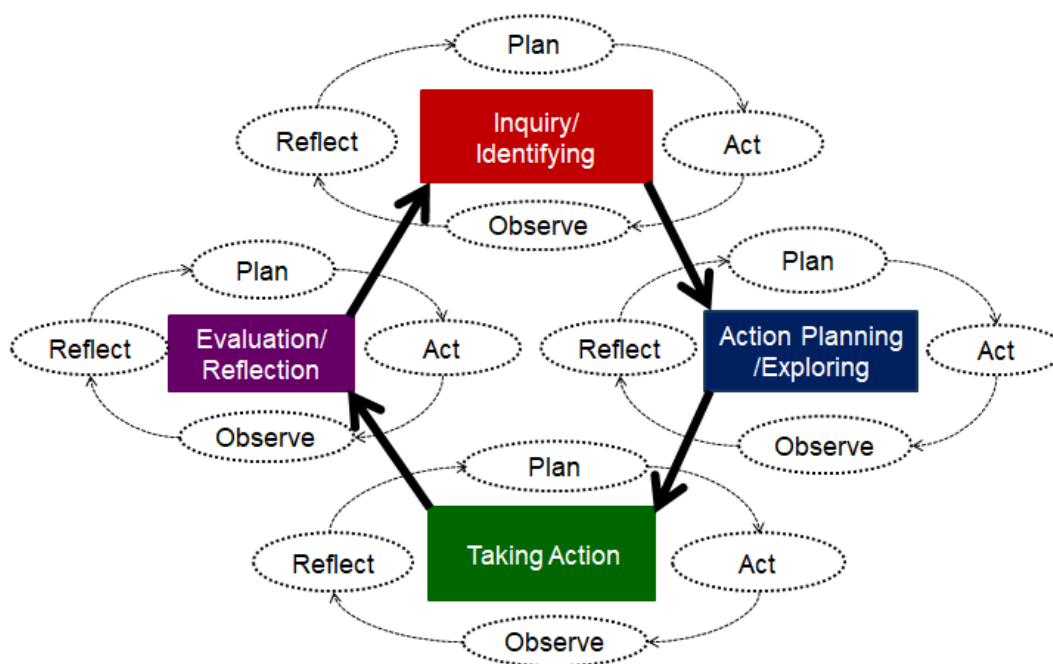 Plan
Inquiry/
Identifying
Reflect
Act
Observe
Plan
Evaluation/
Reflection
Reflect
Act
Observe
Plan
Action Planning
/Exploring
Reflect
Act
Observe
Plan
Taking Action
Reflect
Act
Observe